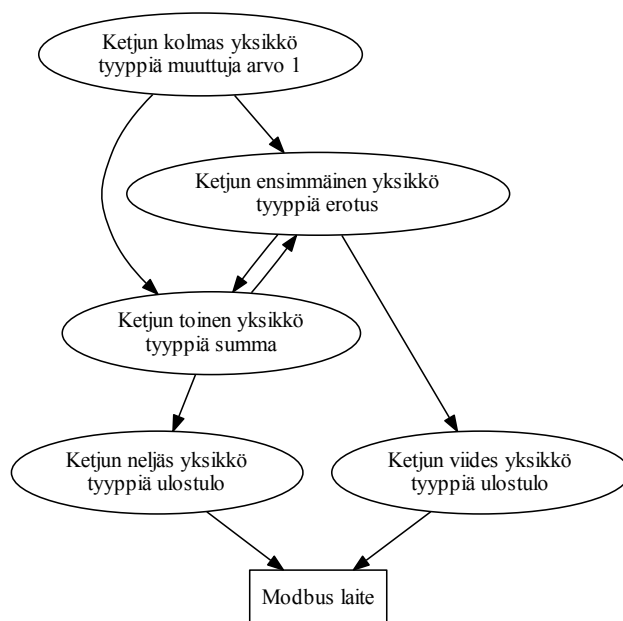 Ketjun kolmas yksikkö
tyyppiä muuttuja arvo 1
Ketjun ensimmäinen yksikkö
tyyppiä erotus
Ketjun toinen yksikkö
tyyppiä summa
Ketjun neljäs yksikkö
tyyppiä ulostulo
Ketjun viides yksikkö
tyyppiä ulostulo
Modbus laite